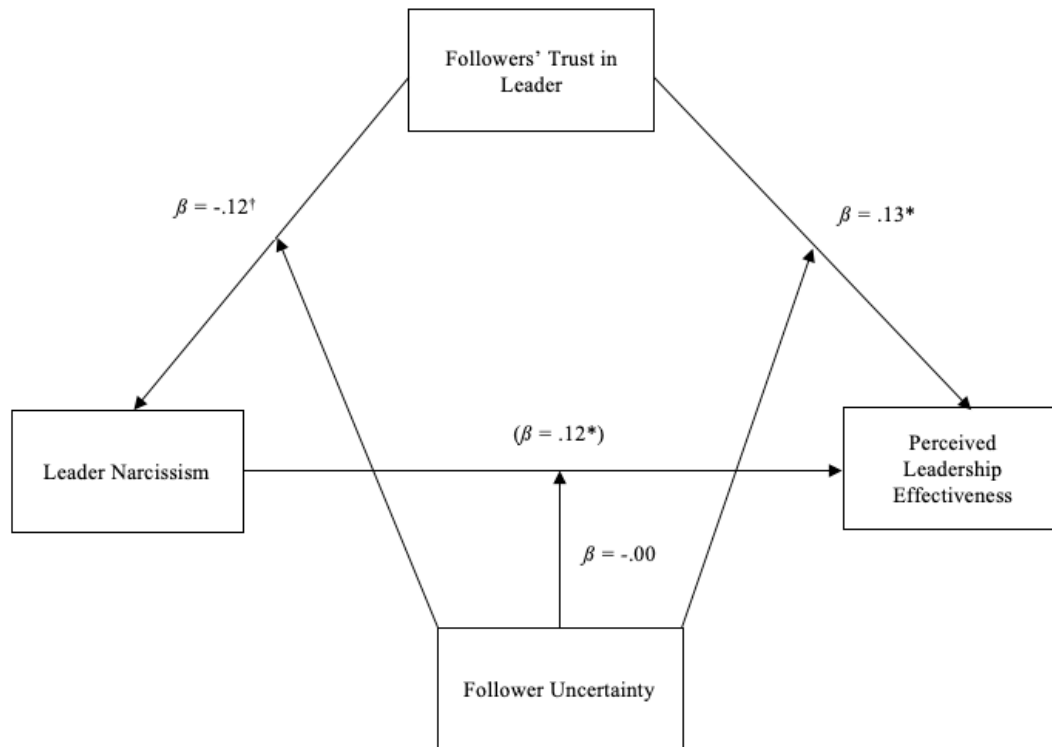 Followers’ Trust in
Leader
β = -.12†
β = .13*
Leader Narcissism
(β = .12*)
Perceived
Leadership
Effectiveness
β = -.00
Follower Uncertainty